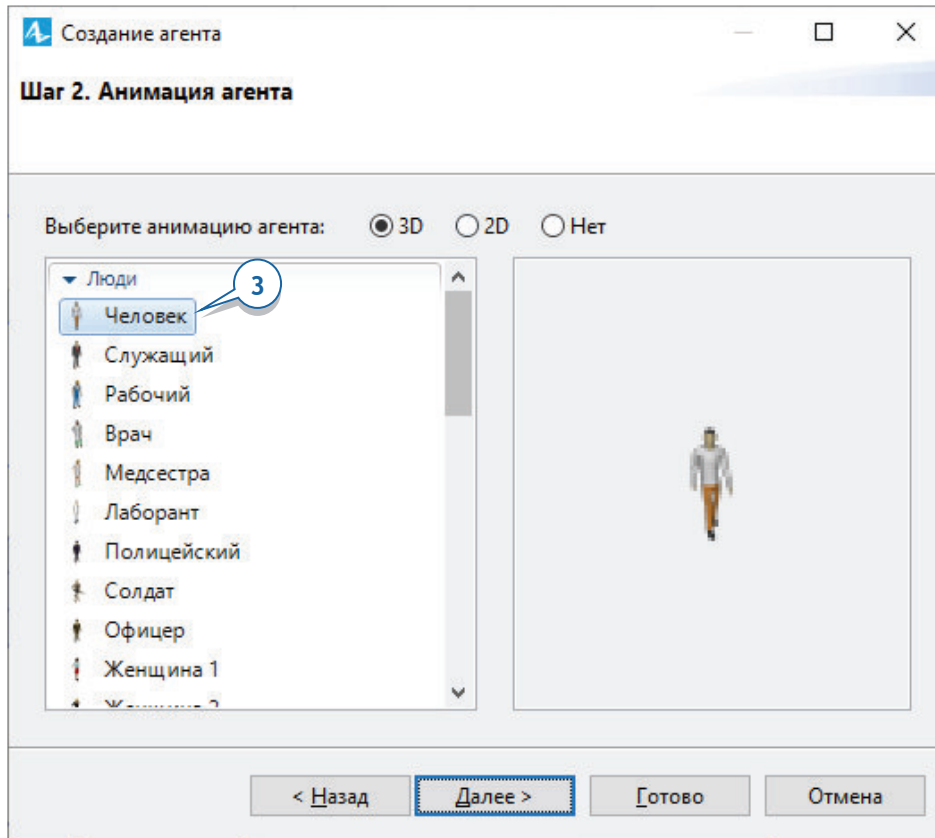 Создание агента
Шаг 2. Анимация агента
Выберите анимацию агента: 3D 2D Нет
Люди
3
Человек
Служащий
Рабочий
Врач
Медсестра
Лаборант
Полицейский
Солдат
Офицер
Женщина 1
< Назад Далее > Готово Отмена